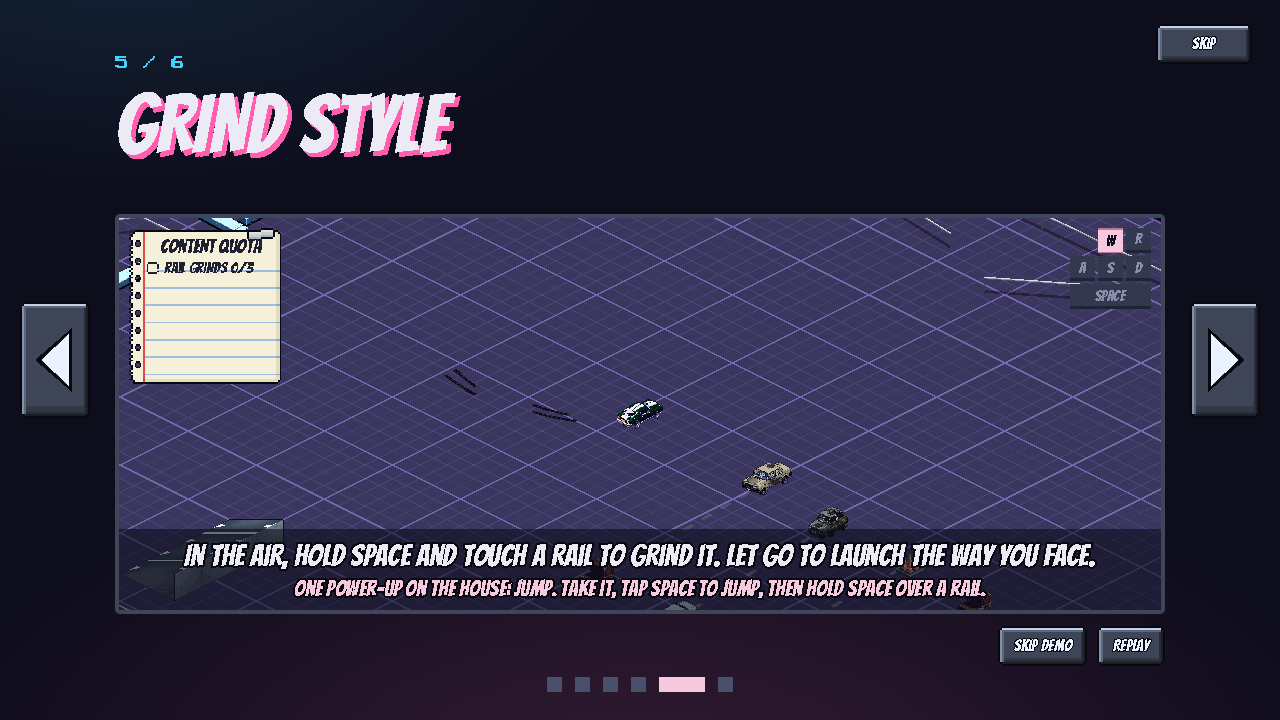 5 / 6
SKIP
GRIND STYLE
CONTENT QUOTA
RAIL GRINDS 0/3
W R
A S D
SPACE
IN THE AIR, HOLD SPACE AND TOUCH A RAIL TO GRIND IT. LET GO TO LAUNCH THE WAY YOU FACE.
ONE POWER-UP ON THE HOUSE: JUMP. TAKE IT, TAP SPACE TO JUMP, THEN HOLD SPACE OVER A RAIL.
SKIP DEMO
REPLAY